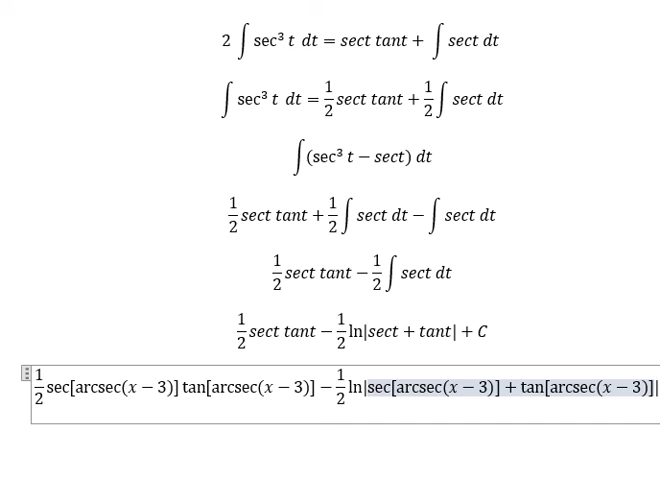 2 ∫ sec³ t dt = sect tant + ∫ sect dt
∫ sec³ t dt = 1/2 sect tant + 1/2 ∫ sect dt
∫(sec³ t − sect) dt
1/2 sect tant + 1/2 ∫ sect dt − ∫ sect dt
1/2 sect tant − 1/2 ∫ sect dt
1/2 sect tant − 1/2 ln|sect + tant| + C
1/2 sec[arcsec(x − 3)] tan[arcsec(x − 3)] − 1/2 ln|sec[arcsec(x − 3)] + tan[arcsec(x − 3)]|